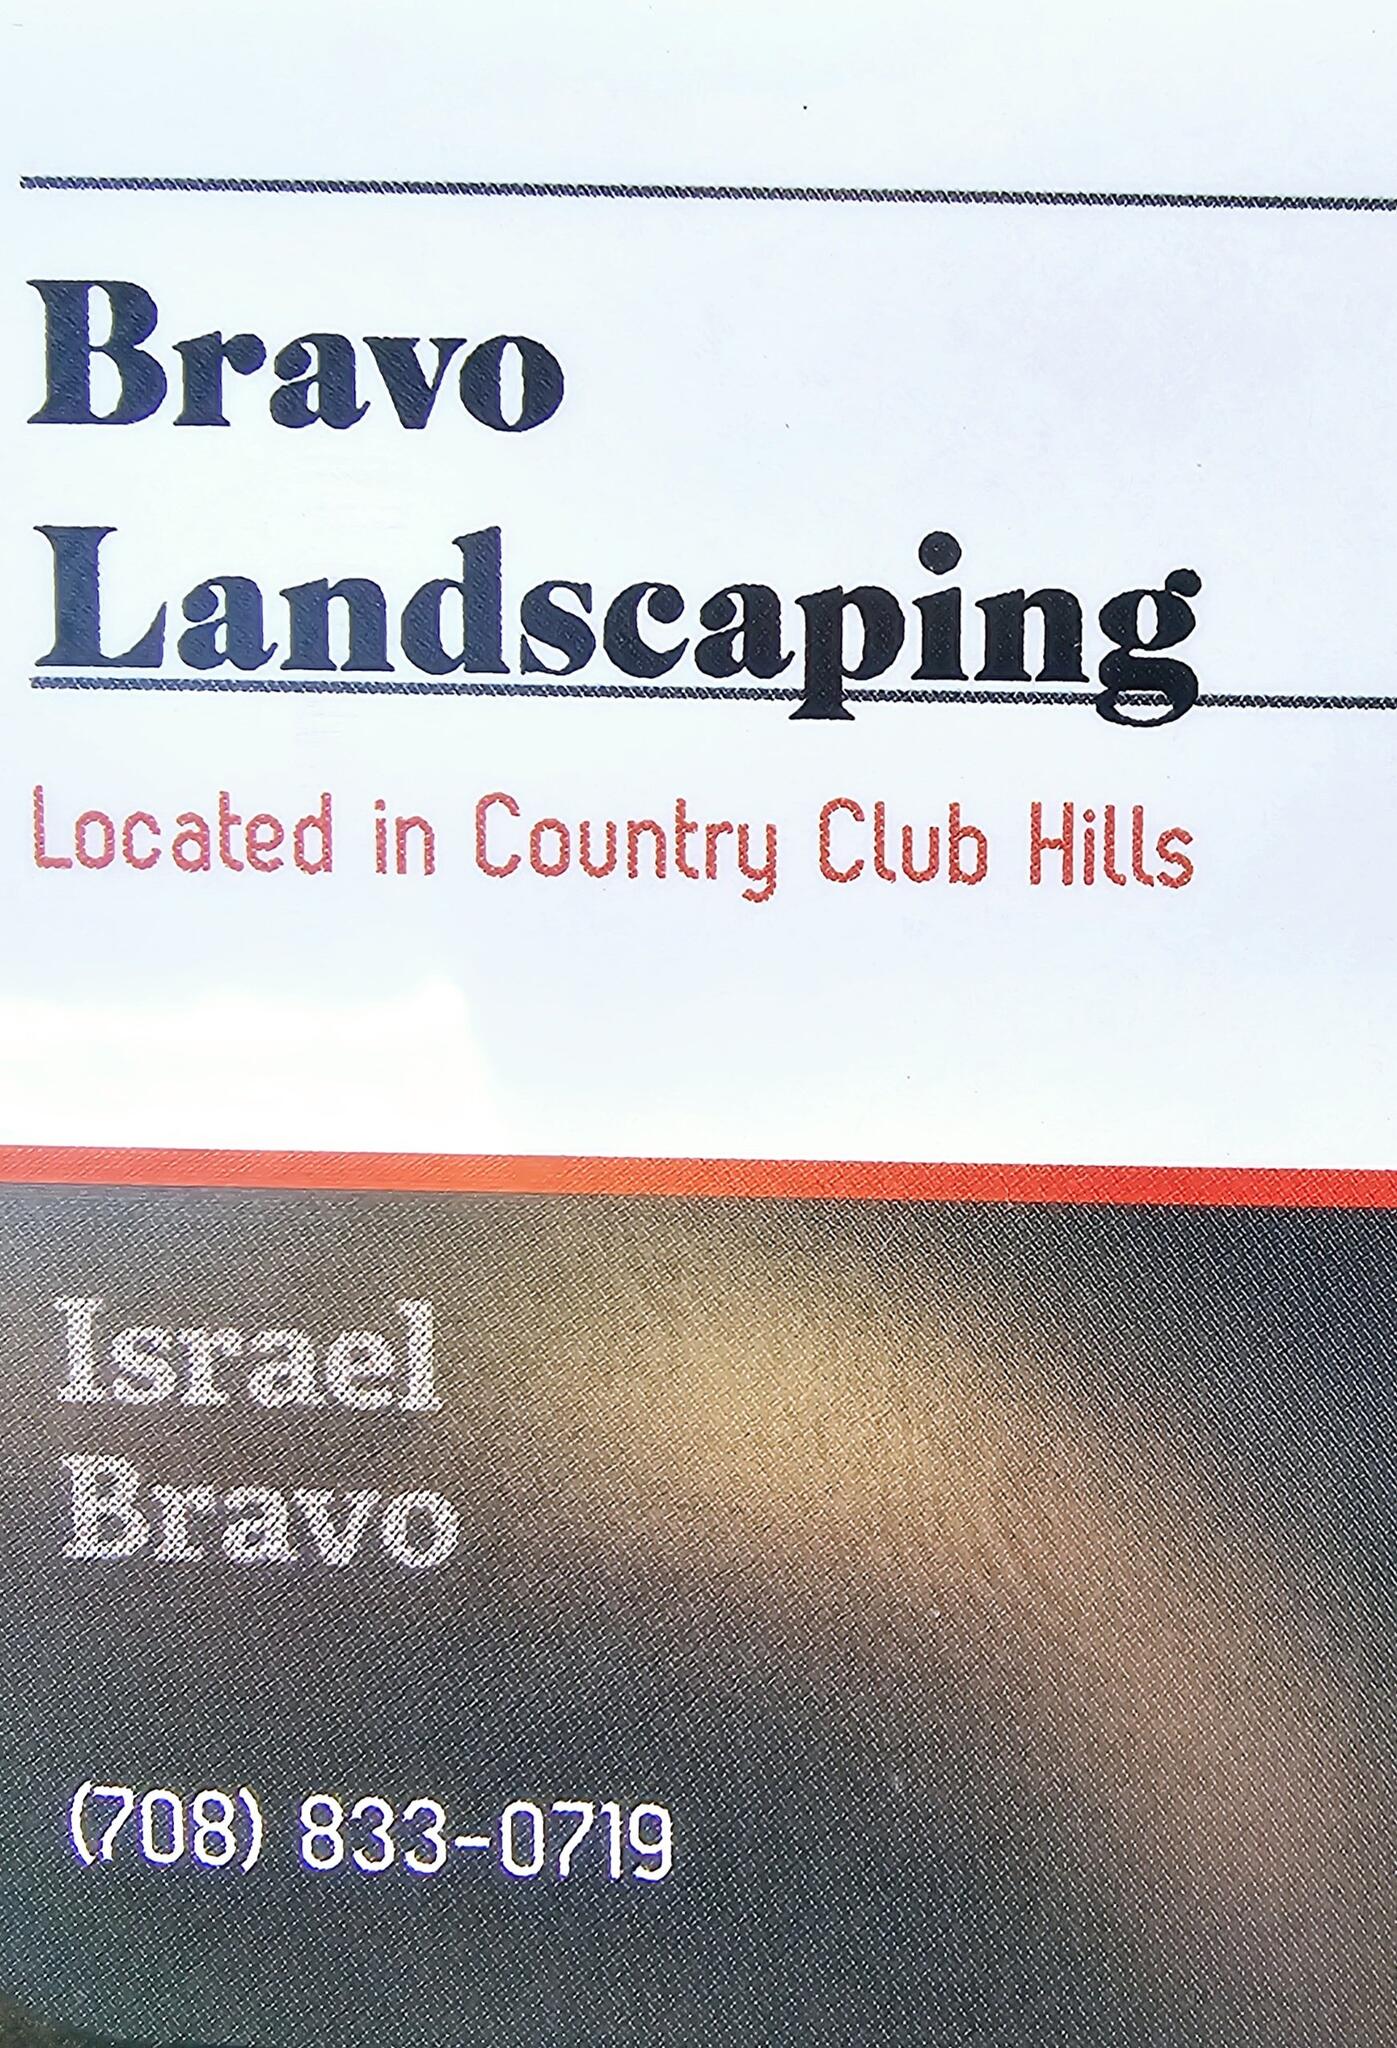 Bravo
Landscaping
Located in Country Club Hills
Israel
Bravo
(708) 833-0719